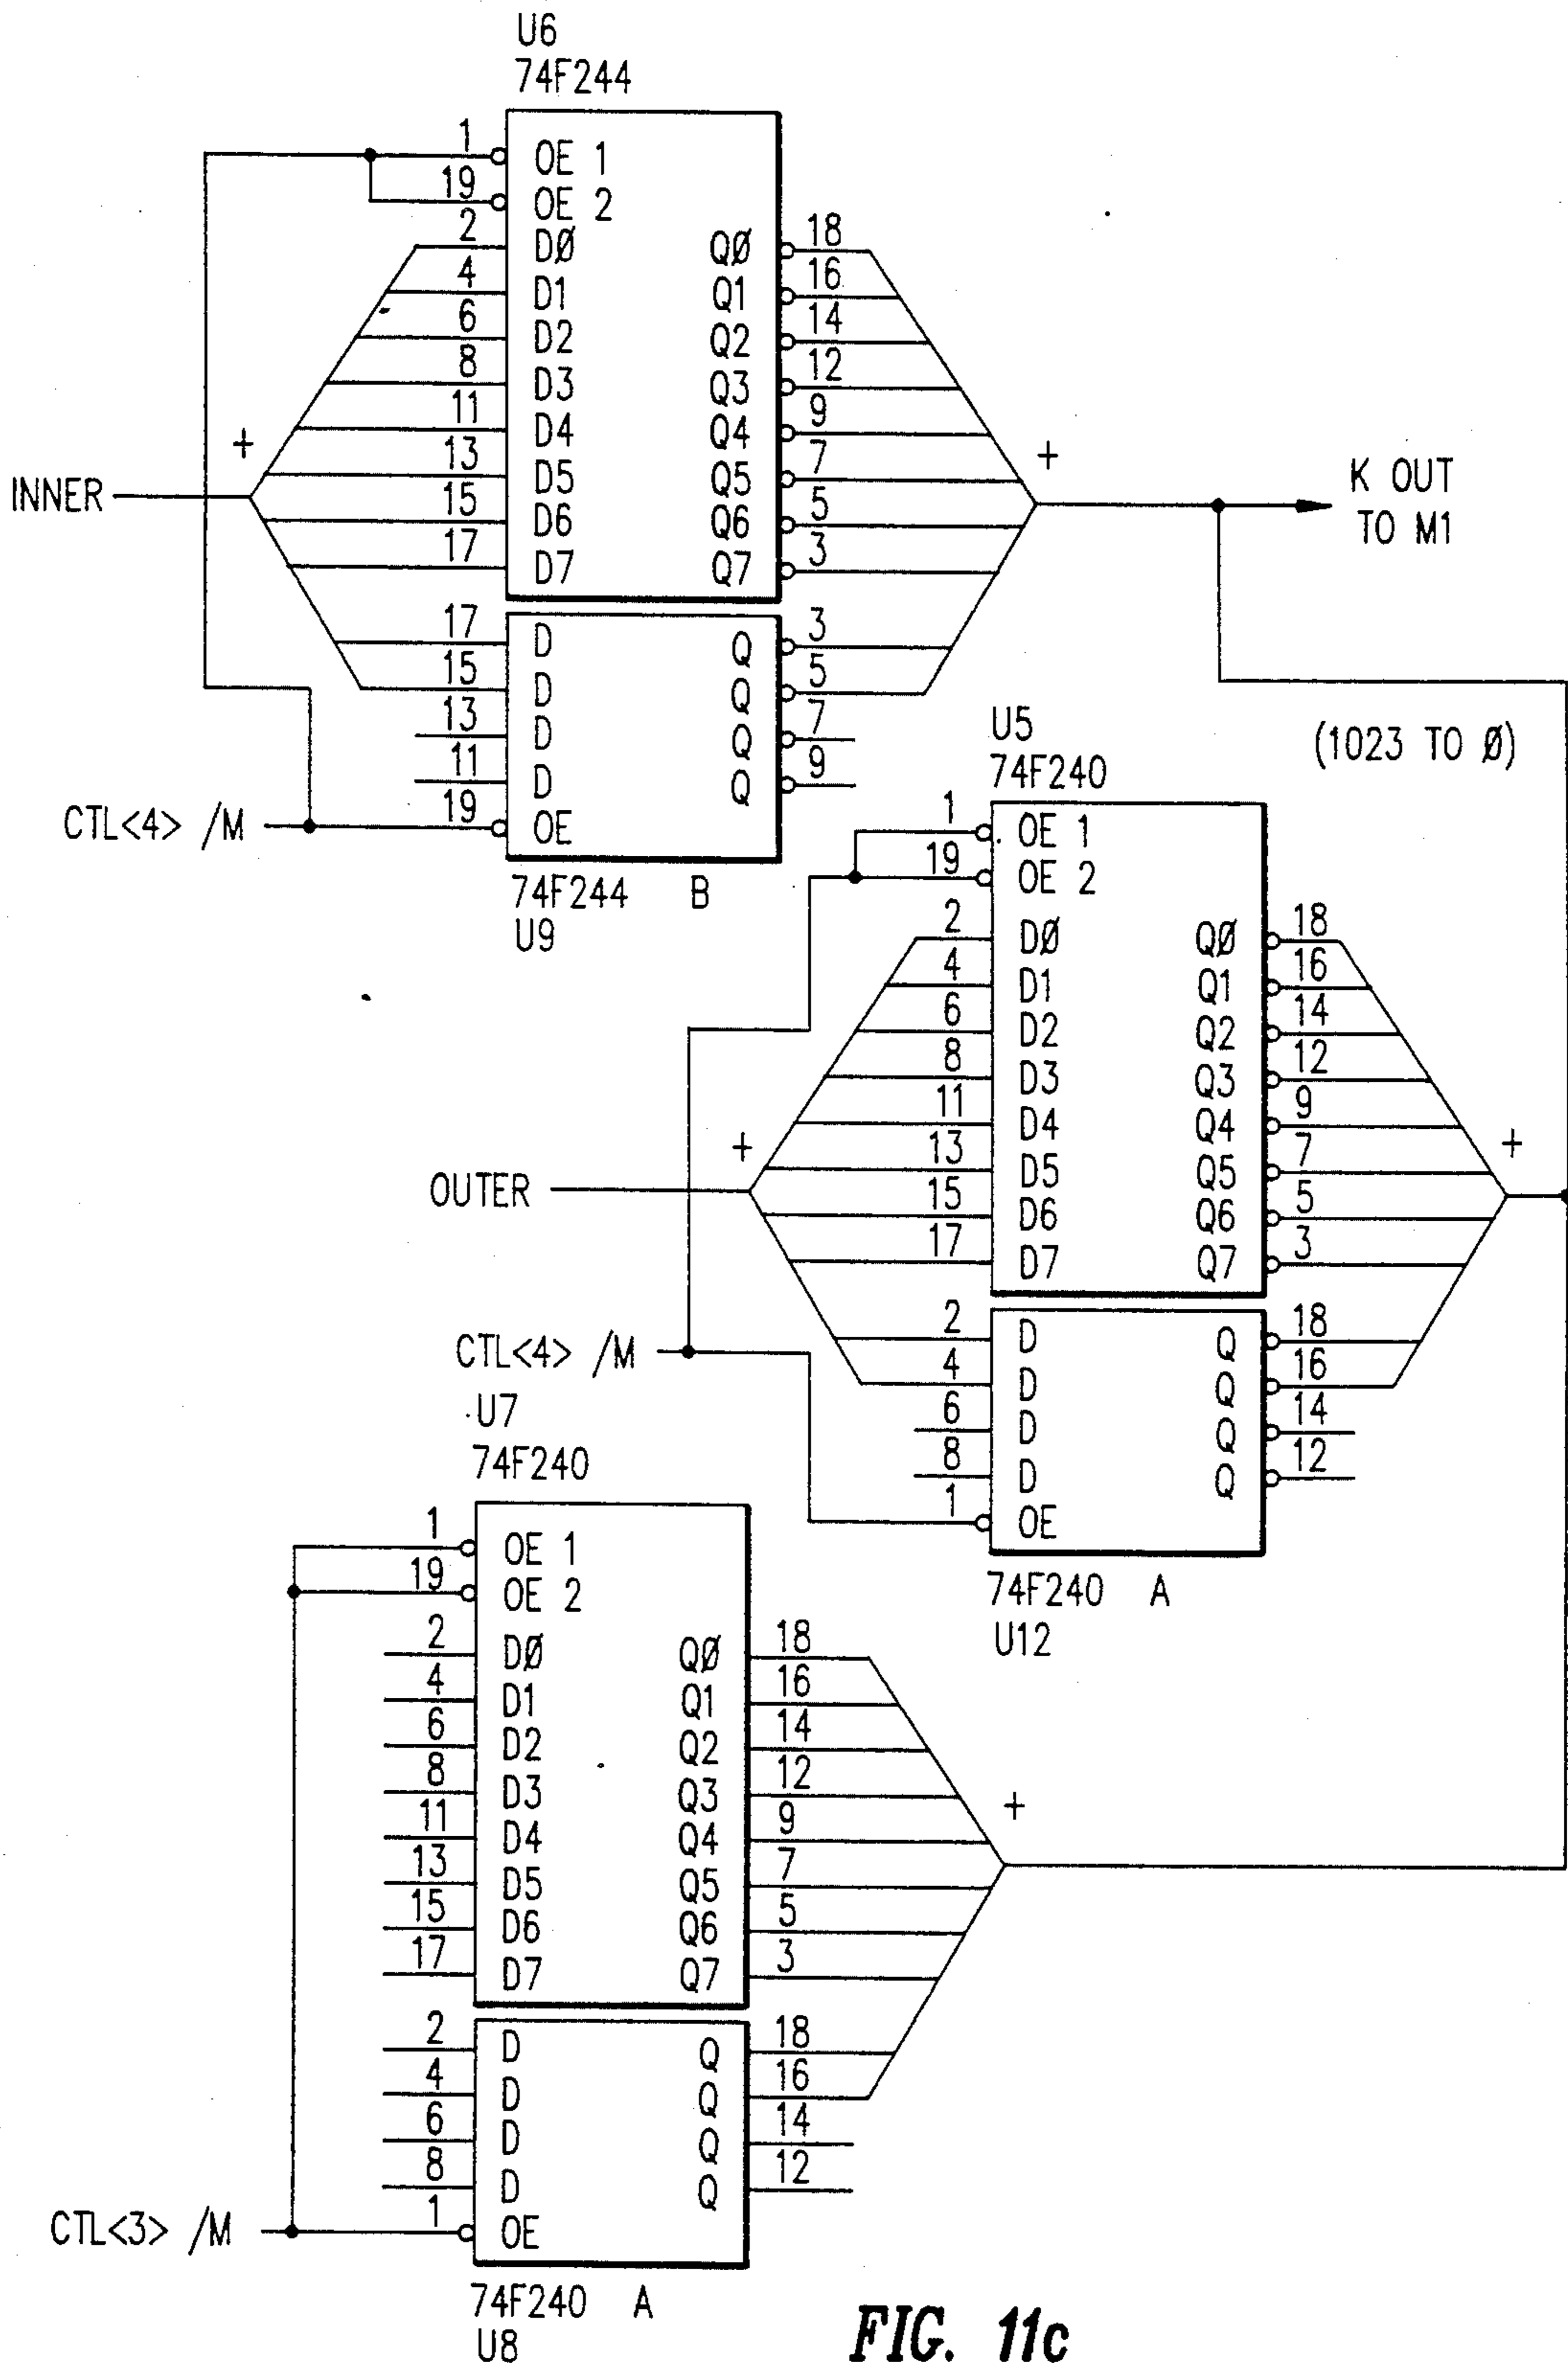 U6
74F244
1 OE 1
19 OE 2
2 DØ QØ 18
4 D1 Q1 16
6 D2 Q2 14
8 D3 Q3 12
11 D4 Q4 9
+ 13 D5 Q5 7 +
INNER 15 D6 Q6 5 K OUT
17 D7 Q7 3 TO M1
17 D Q 3
15 D Q 5
13 D Q 7
11 D Q 9
CTL<4> /M 19 OE
74F244 B
U9
(1023 TO Ø)
U5
74F240
1 OE 1
19 OE 2
2 DØ QØ 18
4 D1 Q1 16
6 D2 Q2 14
8 D3 Q3 12
11 D4 Q4 9
+ 13 D5 Q5 7 +
OUTER 15 D6 Q6 5
17 D7 Q7 3
2 D Q 18
CTL<4> /M 4 D Q 16
6 D Q 14
8 D Q 12
1 OE
74F240 A
U12
U7
74F240
1 OE 1
19 OE 2
2 DØ QØ 18
4 D1 Q1 16
6 D2 Q2 14
8 D3 Q3 12
11 D4 Q4 9 +
13 D5 Q5 7
15 D6 Q6 5
17 D7 Q7 3
2 D Q 18
4 D Q 16
6 D Q 14
8 D Q 12
CTL<3> /M 1 OE
74F240 A
U8
FIG. 11c